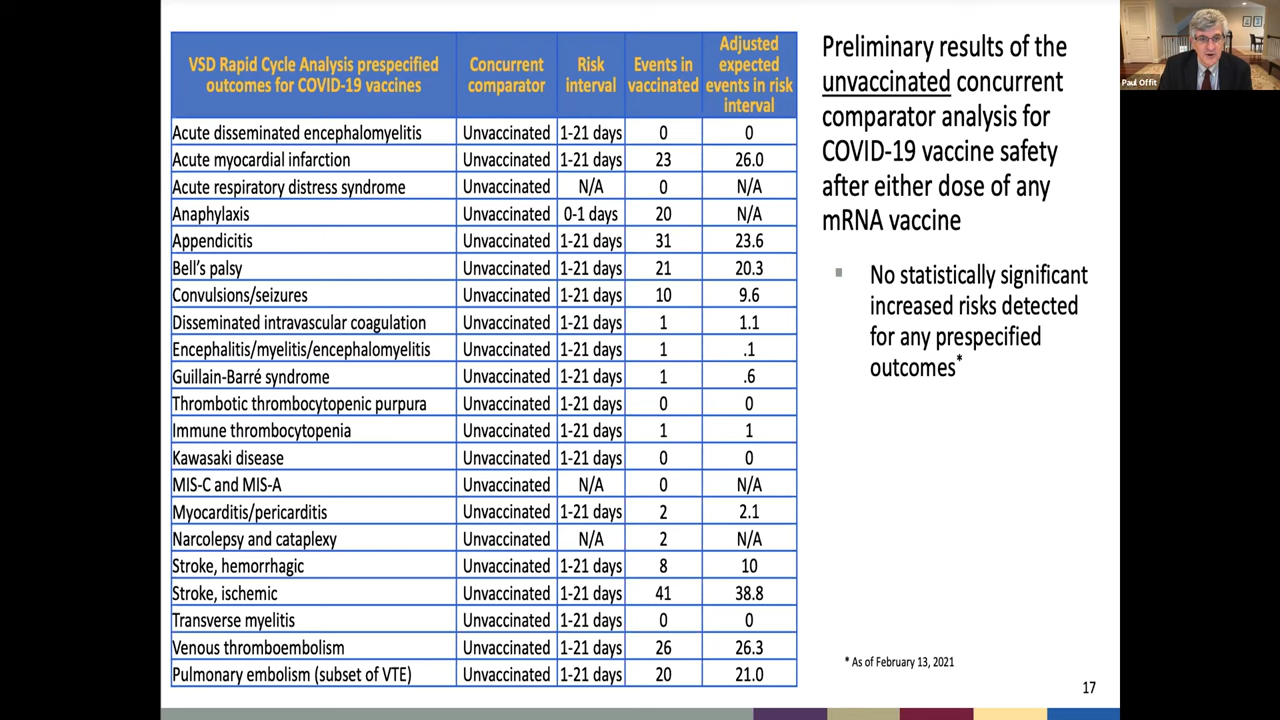 VSD Rapid Cycle Analysis prespecified outcomes for COVID-19 vaccines Concurrent comparator Risk interval Events in vaccinated Adjusted expected events in risk interval
Acute disseminated encephalomyelitis Unvaccinated 1-21 days 0 0
Acute myocardial infarction Unvaccinated 1-21 days 23 26.0
Acute respiratory distress syndrome Unvaccinated N/A 0 N/A
Anaphylaxis Unvaccinated 0-1 days 20 N/A
Appendicitis Unvaccinated 1-21 days 31 23.6
Bell's palsy Unvaccinated 1-21 days 21 20.3
Convulsions/seizures Unvaccinated 1-21 days 10 9.6
Disseminated intravascular coagulation Unvaccinated 1-21 days 1 1.1
Encephalitis/myelitis/encephalomyelitis Unvaccinated 1-21 days 1 .1
Guillain-Barré syndrome Unvaccinated 1-21 days 1 .6
Thrombotic thrombocytopenic purpura Unvaccinated 1-21 days 0 0
Immune thrombocytopenia Unvaccinated 1-21 days 1 1
Kawasaki disease Unvaccinated 1-21 days 0 0
MIS-C and MIS-A Unvaccinated N/A 0 N/A
Myocarditis/pericarditis Unvaccinated 1-21 days 2 2.1
Narcolepsy and cataplexy Unvaccinated N/A 2 N/A
Stroke, hemorrhagic Unvaccinated 1-21 days 8 10
Stroke, ischemic Unvaccinated 1-21 days 41 38.8
Transverse myelitis Unvaccinated 1-21 days 0 0
Venous thromboembolism Unvaccinated 1-21 days 26 26.3
Pulmonary embolism (subset of VTE) Unvaccinated 1-21 days 20 21.0
Preliminary results of the
unvaccinated concurrent
comparator analysis for
COVID-19 vaccine safety
after either dose of any
mRNA vaccine
▪ No statistically significant
increased risks detected
for any prespecified
outcomes*
* As of February 13, 2021
17
Paul Offit